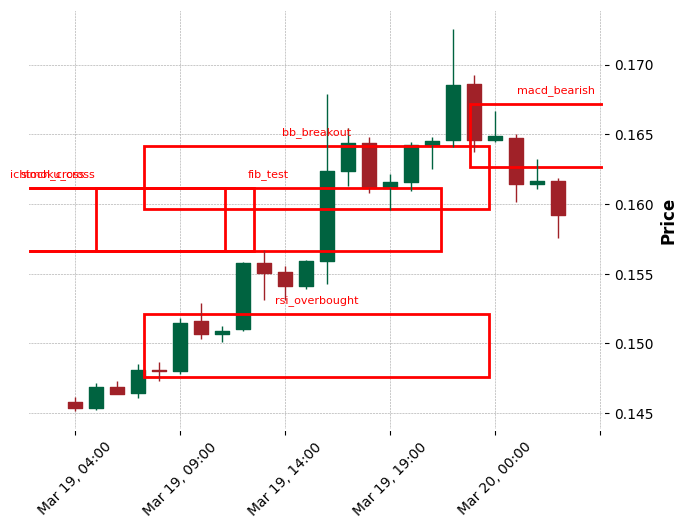 0.170
macd_bearish
bb_breakout
0.165
fib_test
0.160
0.155
rsi_overbought
0.150
0.145
Price
Mar 19, 04:00
Mar 19, 09:00
Mar 19, 14:00
Mar 19, 19:00
Mar 20, 00:00